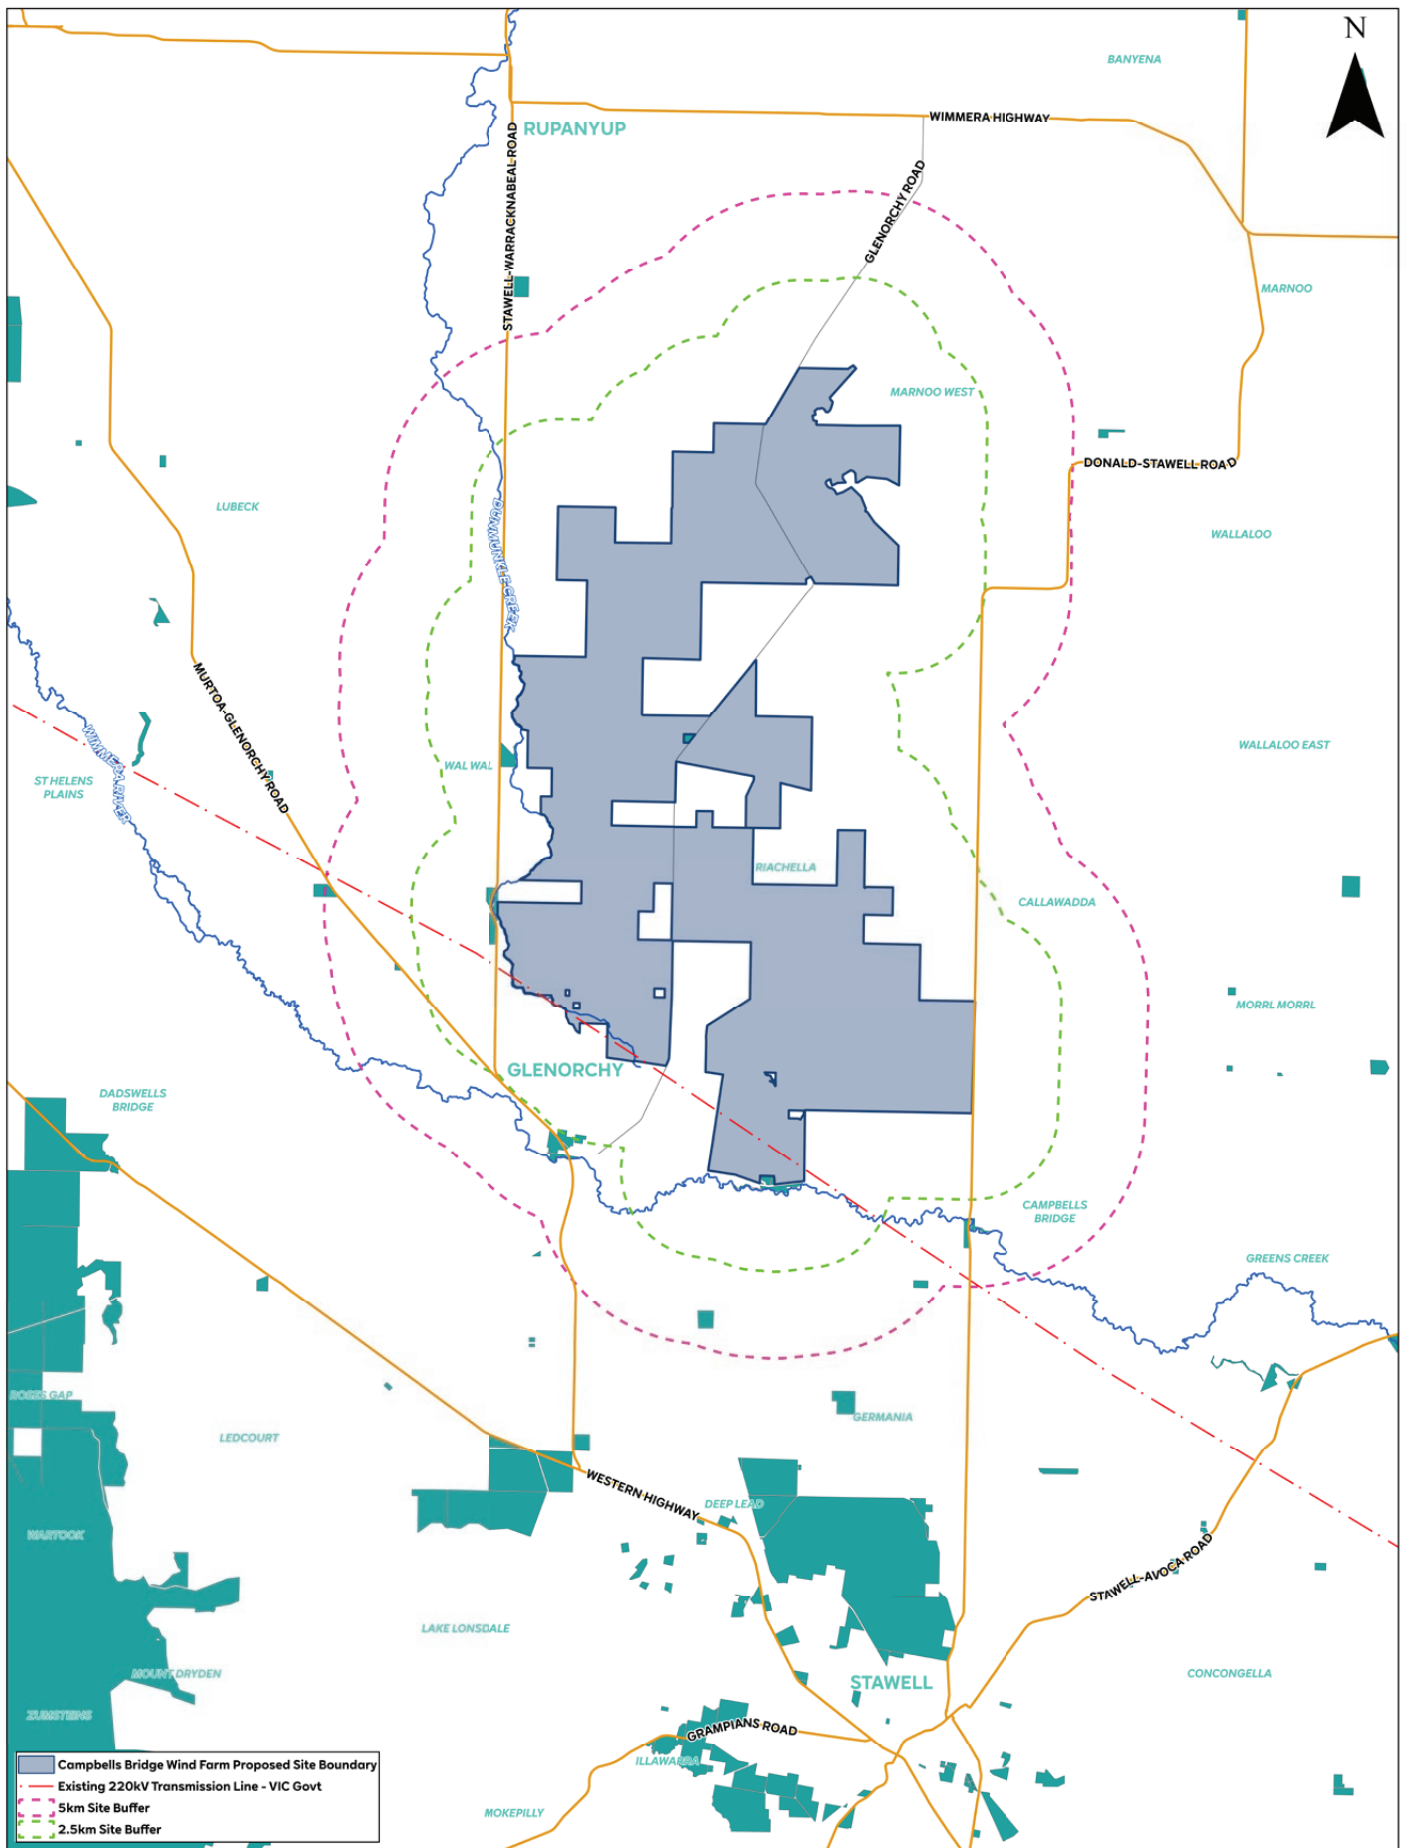 N
BANYENA
WIMMERA HIGHWAY
RUPANYUP
STAWELL-WARRACKNABEAL ROAD
GLENORCHY ROAD
MARNOO
MARNOO WEST
DONALD-STAWELL ROAD
LUBECK
DUNMUNKLE CREEK
WALLALOO
MURTOA-GLENORCHY ROAD
WIMMERA RIVER
WALLALOO EAST
WAL WAL
ST HELENS
PLAINS
RIACHELLA
CALLAWADDA
MORRL MORRL
GLENORCHY
DADSWELLS
BRIDGE
CAMPBELLS
BRIDGE
GREENS CREEK
ROSES GAP
GERMANIA
LEDCOURT
WESTERN HIGHWAY
DEEP LEAD
WARTOOK
STAWELL-AVOCA ROAD
LAKE LONSDALE
MOUNT DRYDEN
CONCONGELLA
STAWELL
ZUMSTEINS
GRAMPIANS ROAD
ILLAWARRA
MOKEPILLY
Campbells Bridge Wind Farm Proposed Site Boundary
Existing 220kV Transmission Line - VIC Govt
5km Site Buffer
2.5km Site Buffer